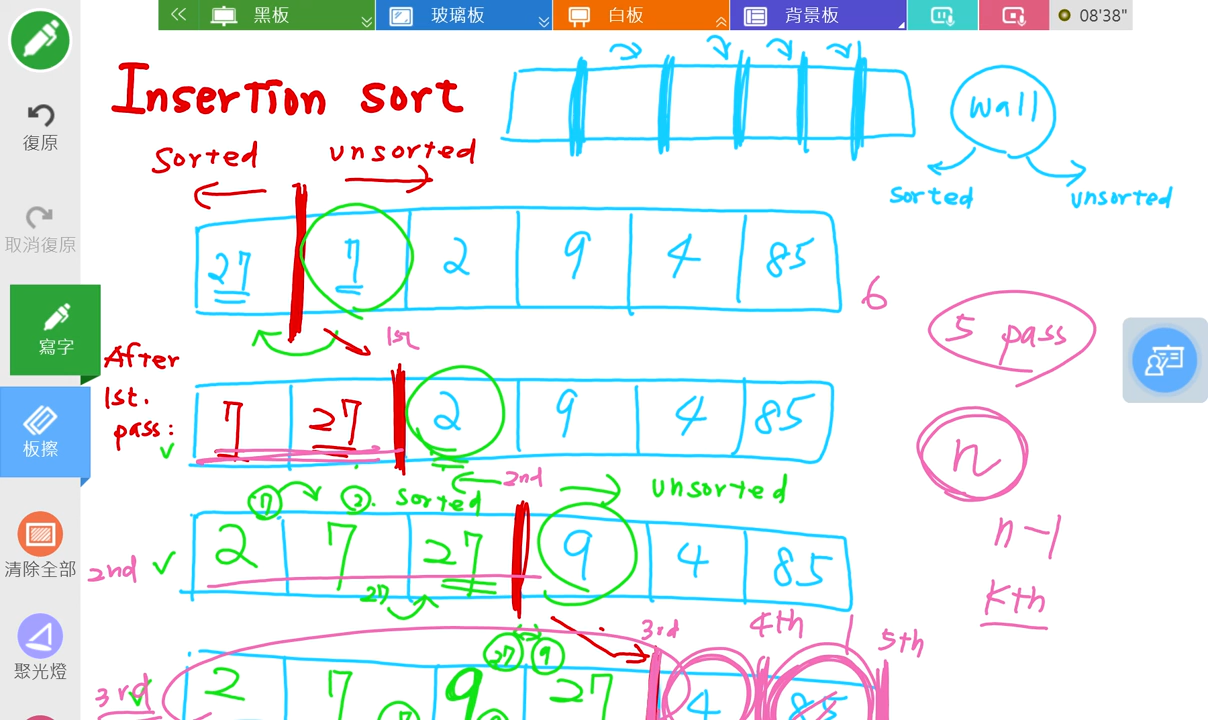 黑板
玻璃板
白板
背景板
08'38"
復原
取消復原
寫字
板擦
清除全部
聚光燈
Insertion sort
wall
sorted
unsorted
sorted unsorted
27 7 2 9 4 85
6
5 pass
1st
After
1st.
pass:
7 27 2 9 4 85
n
2nd
7 2. sorted unsorted
2nd 2 7 27 9 4 85
27
n-1
kth
27 9
3rd 4th 5th
3rd 2 7 9 27 4 85